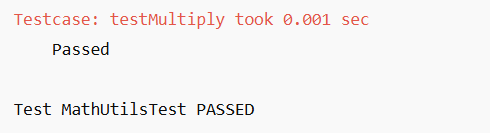 Testcase: testMultiply took 0.001 sec
    Passed
Test MathUtilsTest PASSED